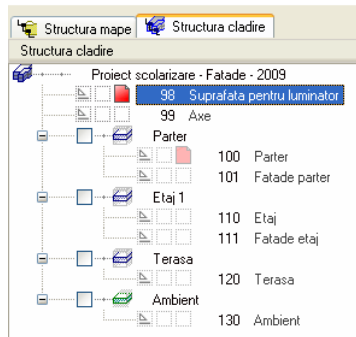 Structura mape Structura cladire
Structura cladire
Proiect scolarizare - Fatade - 2009
98 Suprafata pentru luminator
99 Axe
Parter
100 Parter
101 Fatade parter
Etaj 1
110 Etaj
111 Fatade etaj
Terasa
120 Terasa
Ambient
130 Ambient